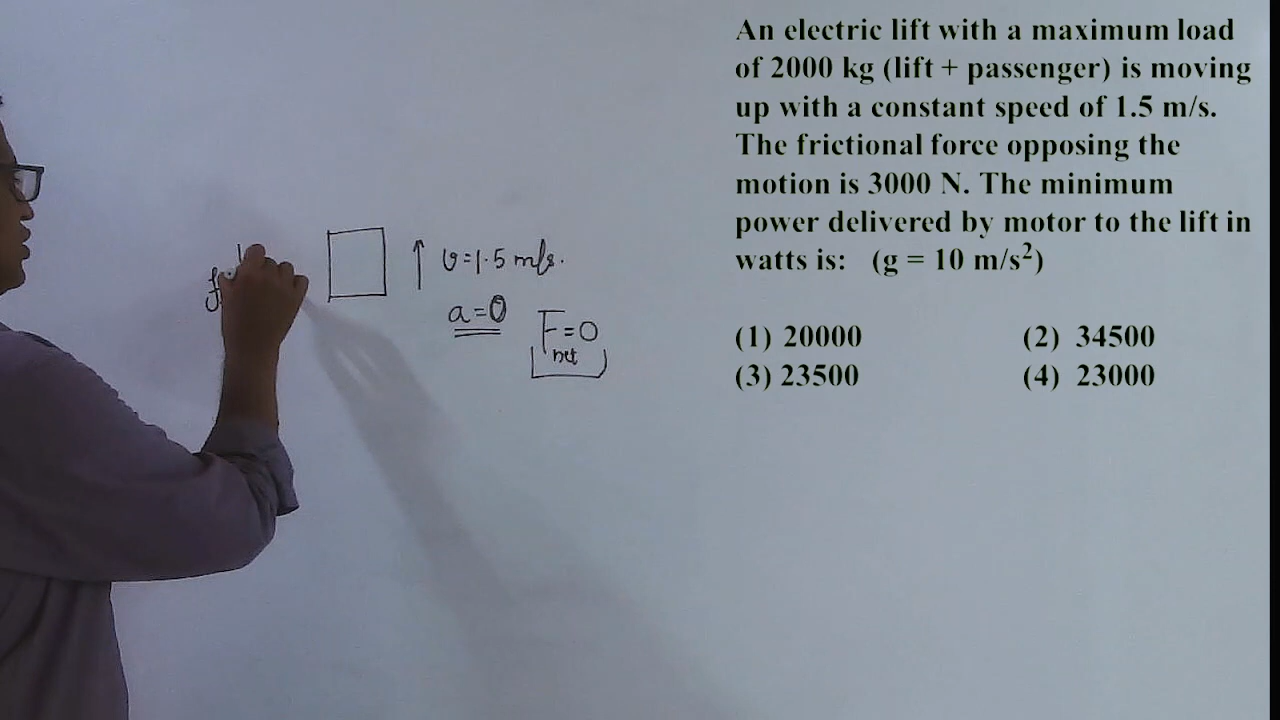 An electric lift with a maximum load
of 2000 kg (lift + passenger) is moving
up with a constant speed of 1.5 m/s.
The frictional force opposing the
motion is 3000 N. The minimum
power delivered by motor to the lift in
watts is: (g = 10 m/s²)
(1) 20000 (2) 34500
(3) 23500 (4) 23000
v=1.5 m/s.
a=0
F=0
net